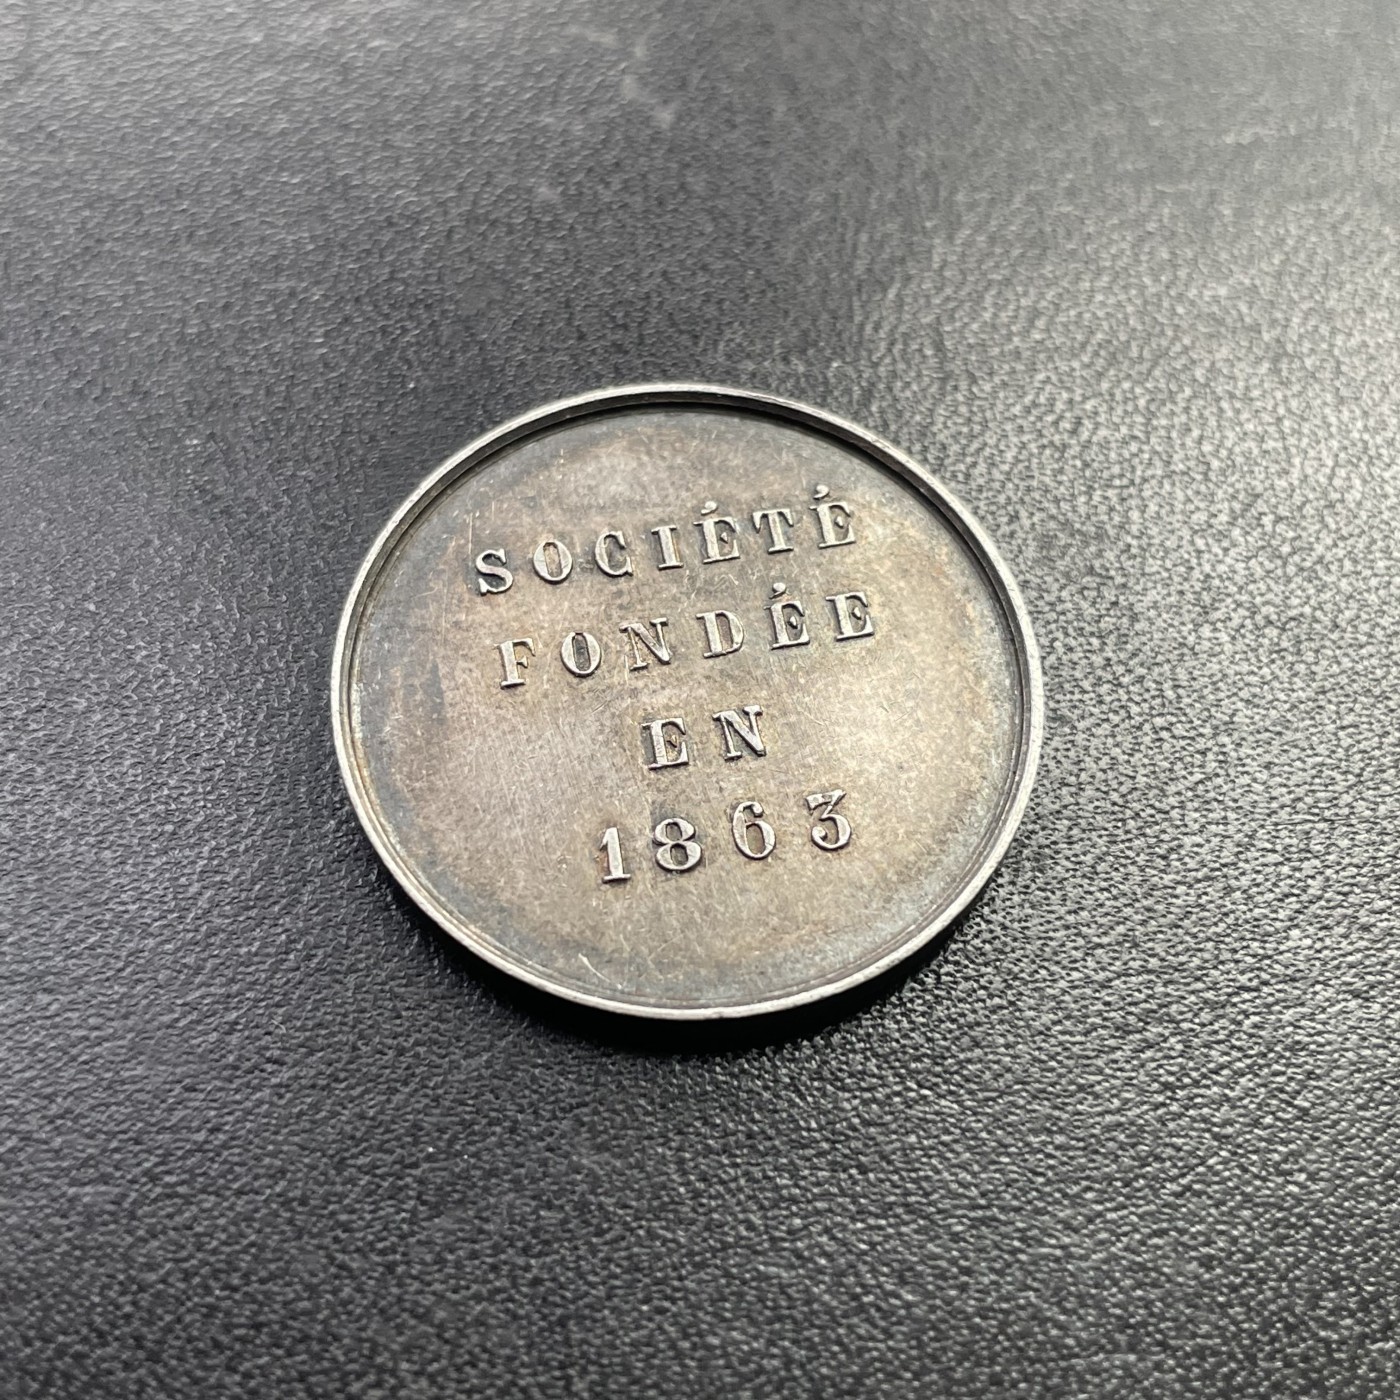 SOCIÉTÉ
FONDÉE
EN
1863